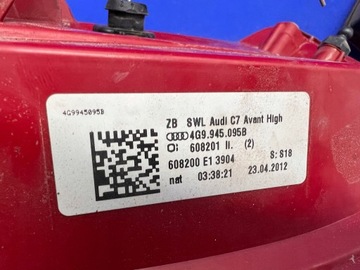 4G9945095B
ZB SWL Audi C7 Avant High
4G9.945.095B
608201 II. (2)
608200 E1 3904 S: S18
nat 03:38:21 23.04.2012